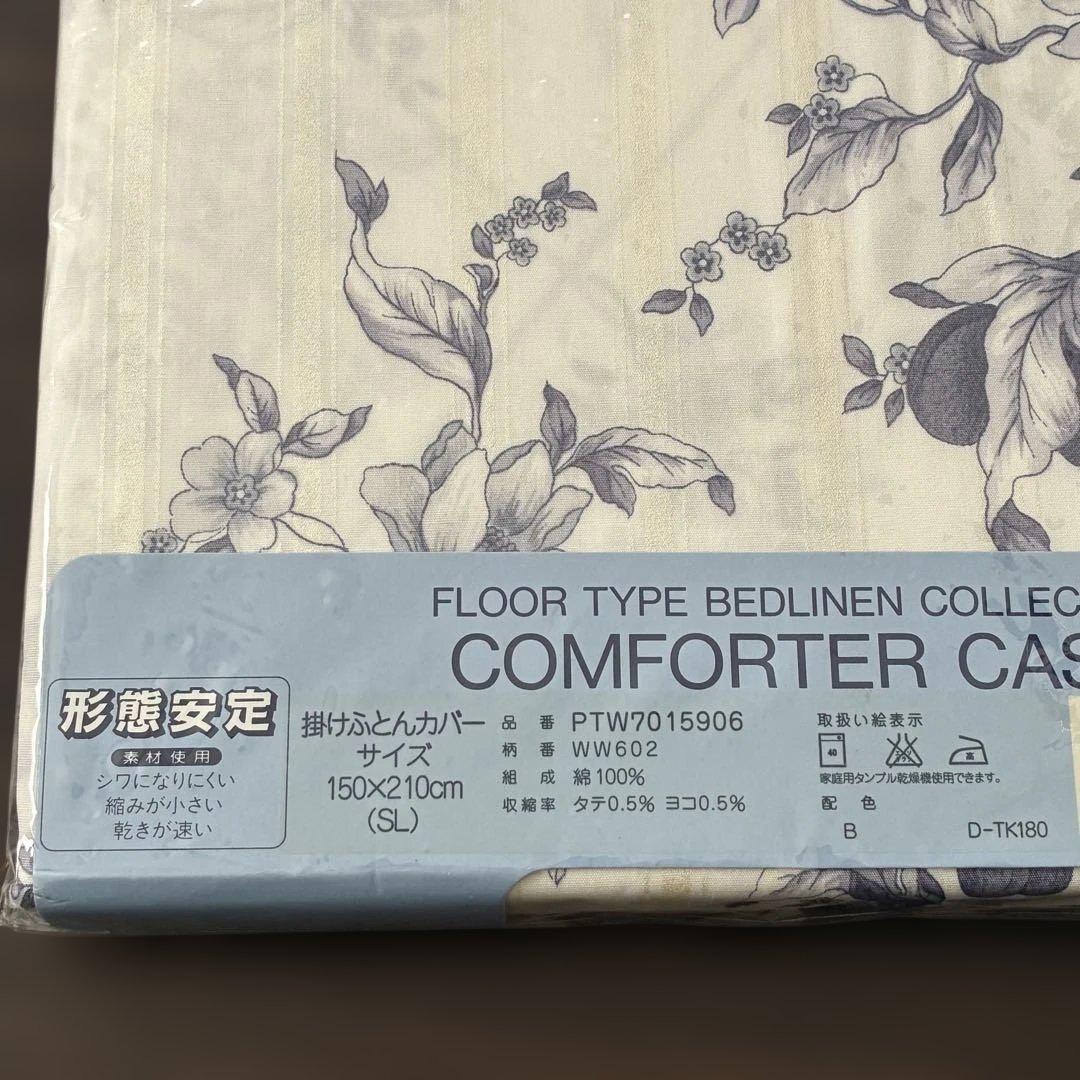 FLOOR TYPE BEDLINEN COLLEC
COMFORTER CAS
形態安定
素材使用
シワになりにくい
縮みが小さい
乾きが速い
掛けふとんカバー
サイズ
150×210cm
(SL)
品番 PTW7015906
柄番 WW602
組成 綿100%
収縮率 タテ0.5% ヨコ0.5%
取扱い絵表示
40 高
家庭用タンブル乾燥機使用できます。
配色
B D-TK180